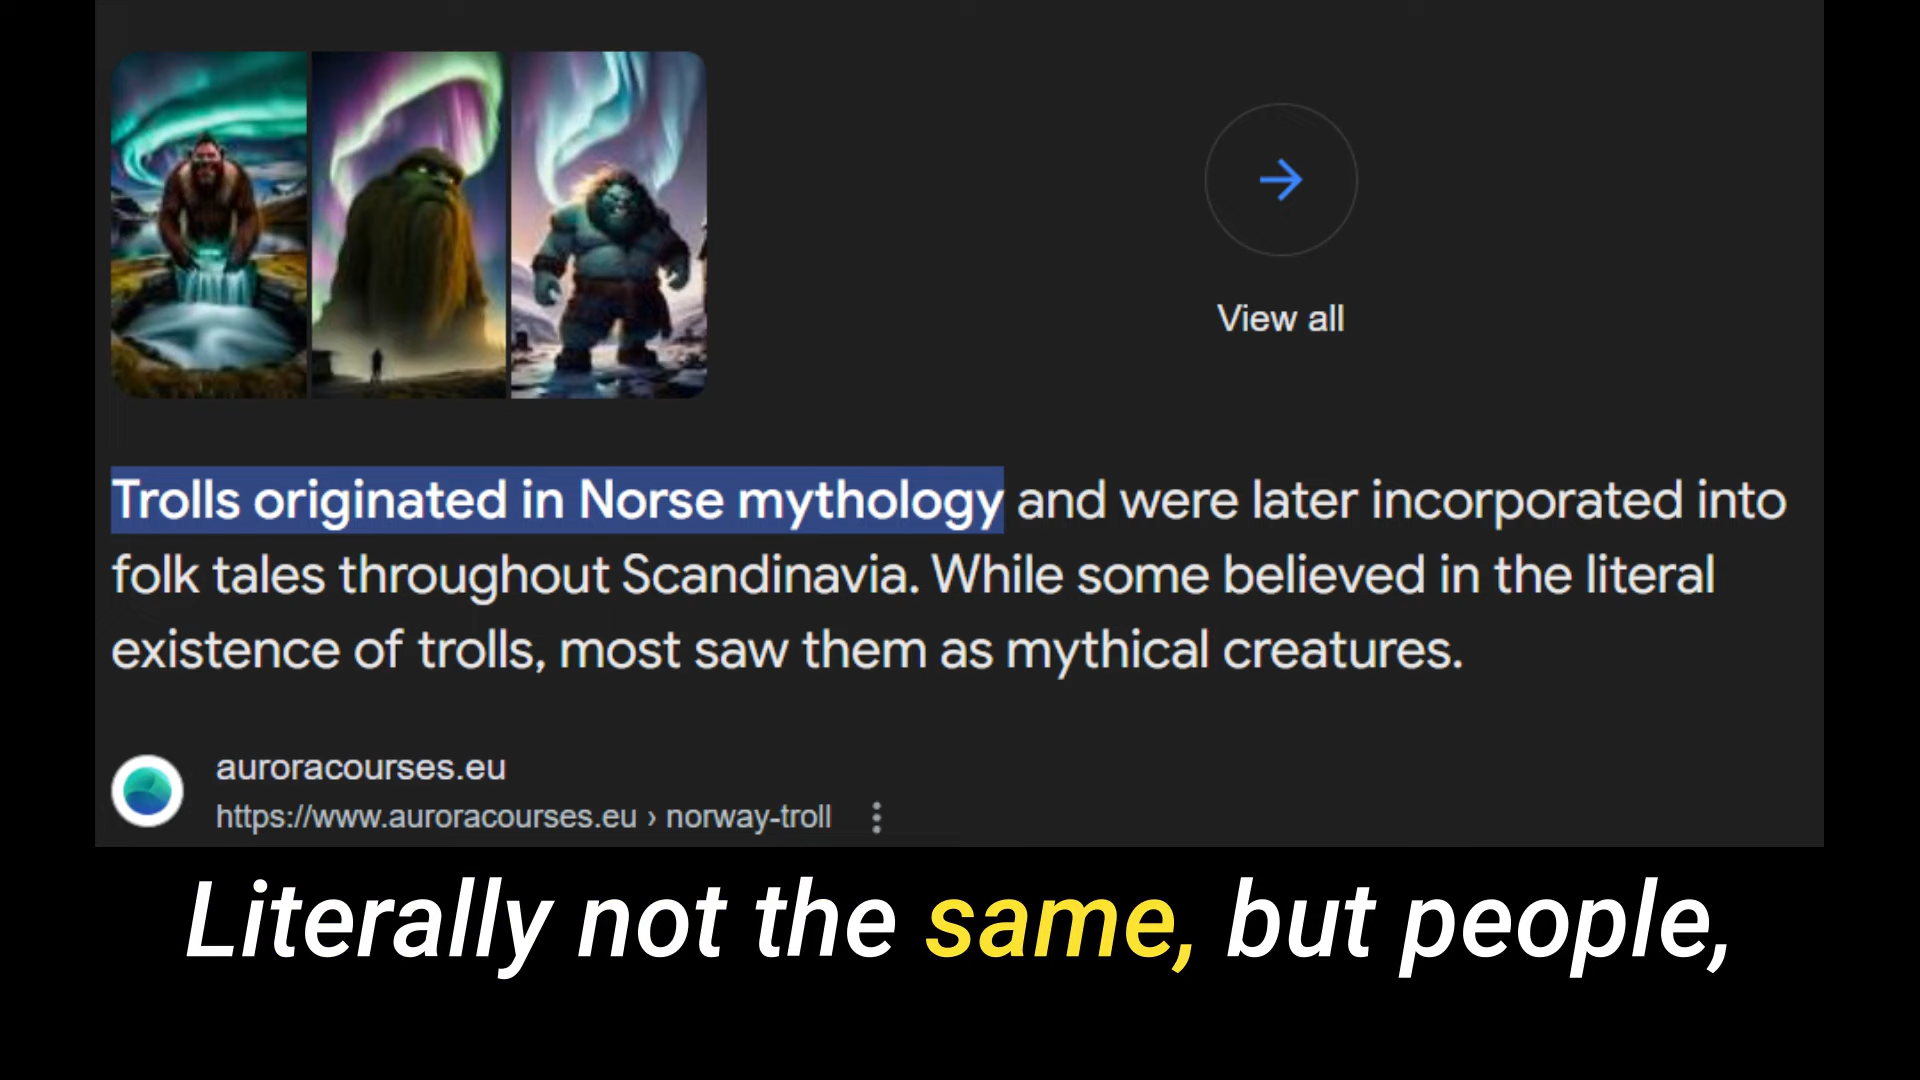 View all
Trolls originated in Norse mythology and were later incorporated into
folk tales throughout Scandinavia. While some believed in the literal
existence of trolls, most saw them as mythical creatures.
auroracourses.eu
https://www.auroracourses.eu › norway-troll
Literally not the same, but people,